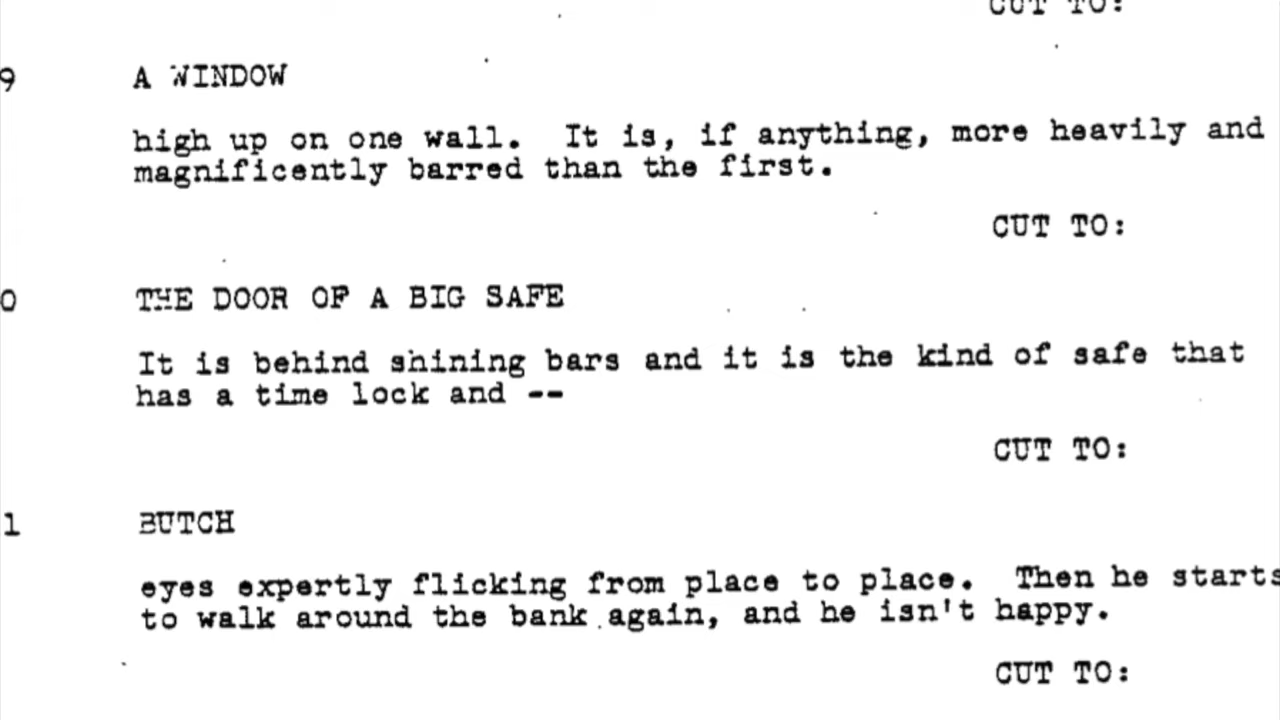 CUT TO:
9 A WINDOW
high up on one wall. It is, if anything, more heavily and
magnificently barred than the first.
CUT TO:
0 THE DOOR OF A BIG SAFE
It is behind shining bars and it is the kind of safe that
has a time lock and --
CUT TO:
1 BUTCH
eyes expertly flicking from place to place. Then he starts
to walk around the bank again, and he isn't happy.
CUT TO: